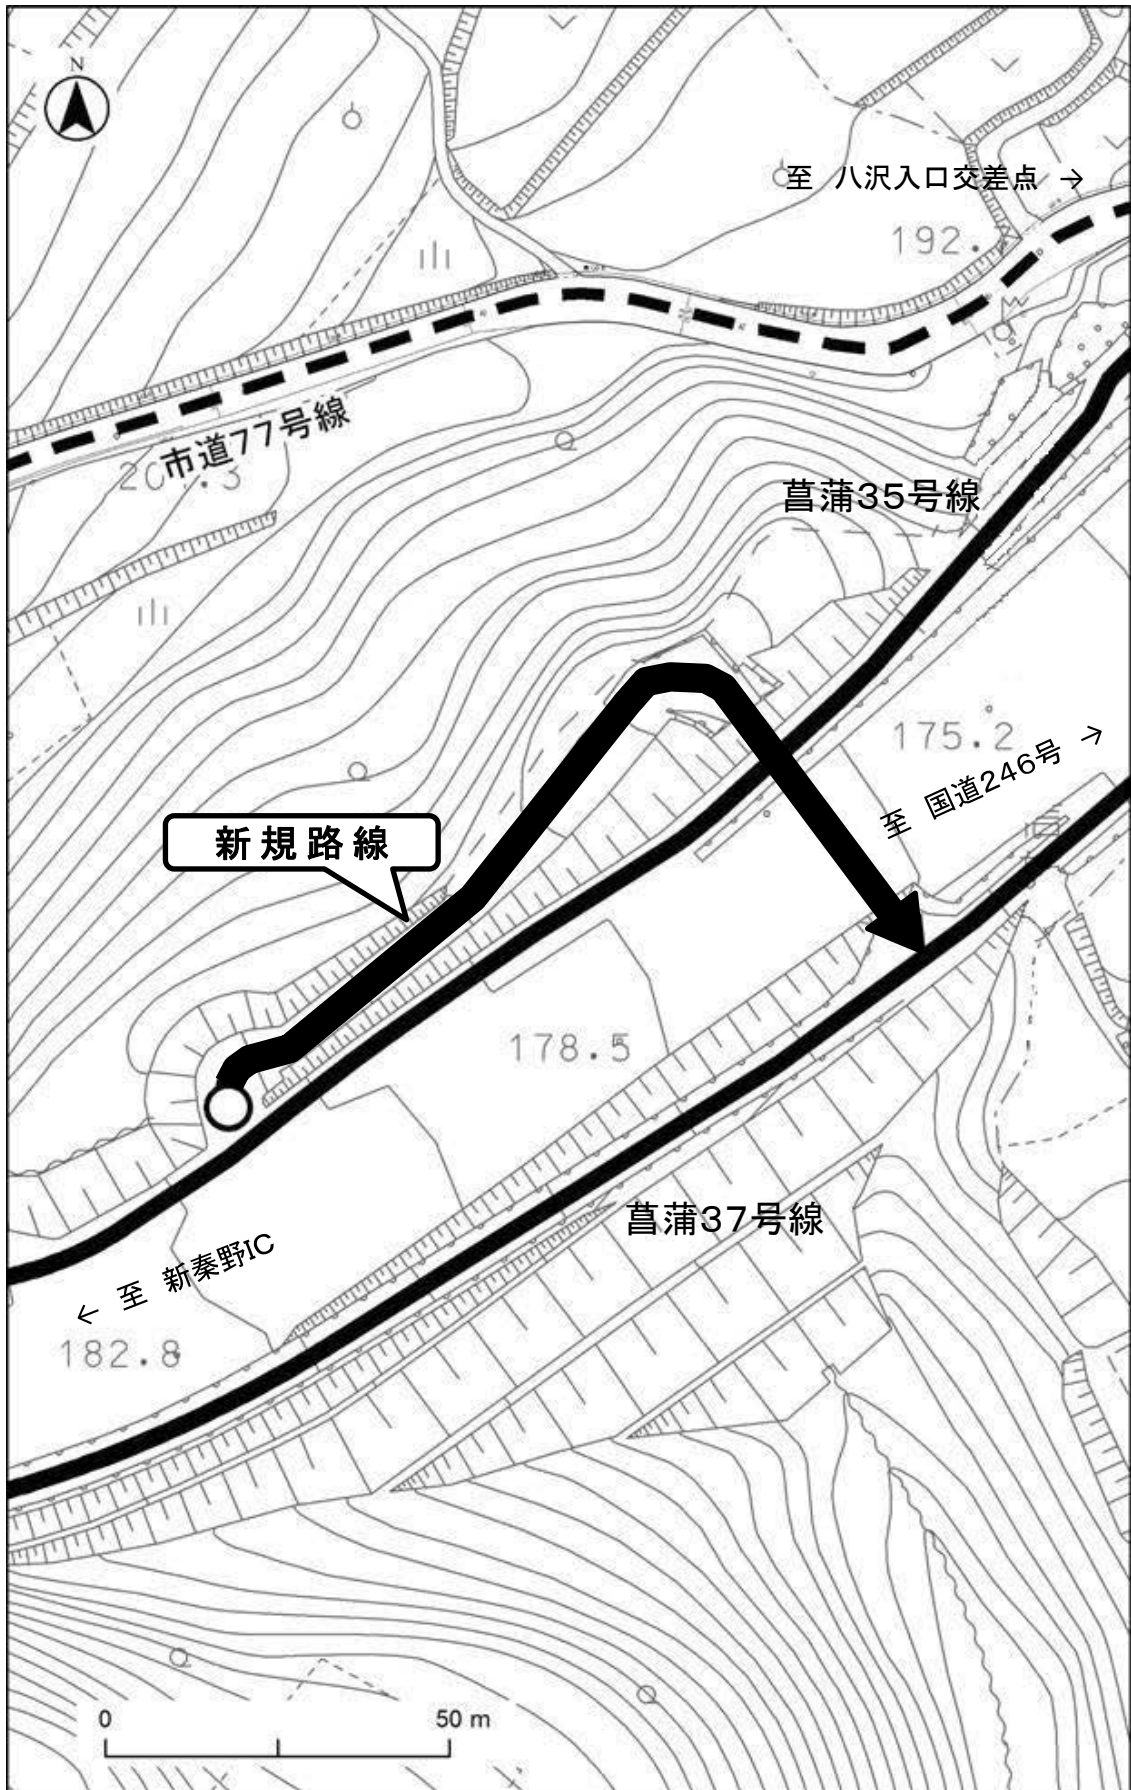 N
至 八沢入口交差点 →
192.
市道77号線
菖蒲35号線
175.2
至 国道246号 →
新規路線
178.5
菖蒲37号線
← 至 新秦野IC
182.8
0 50 m